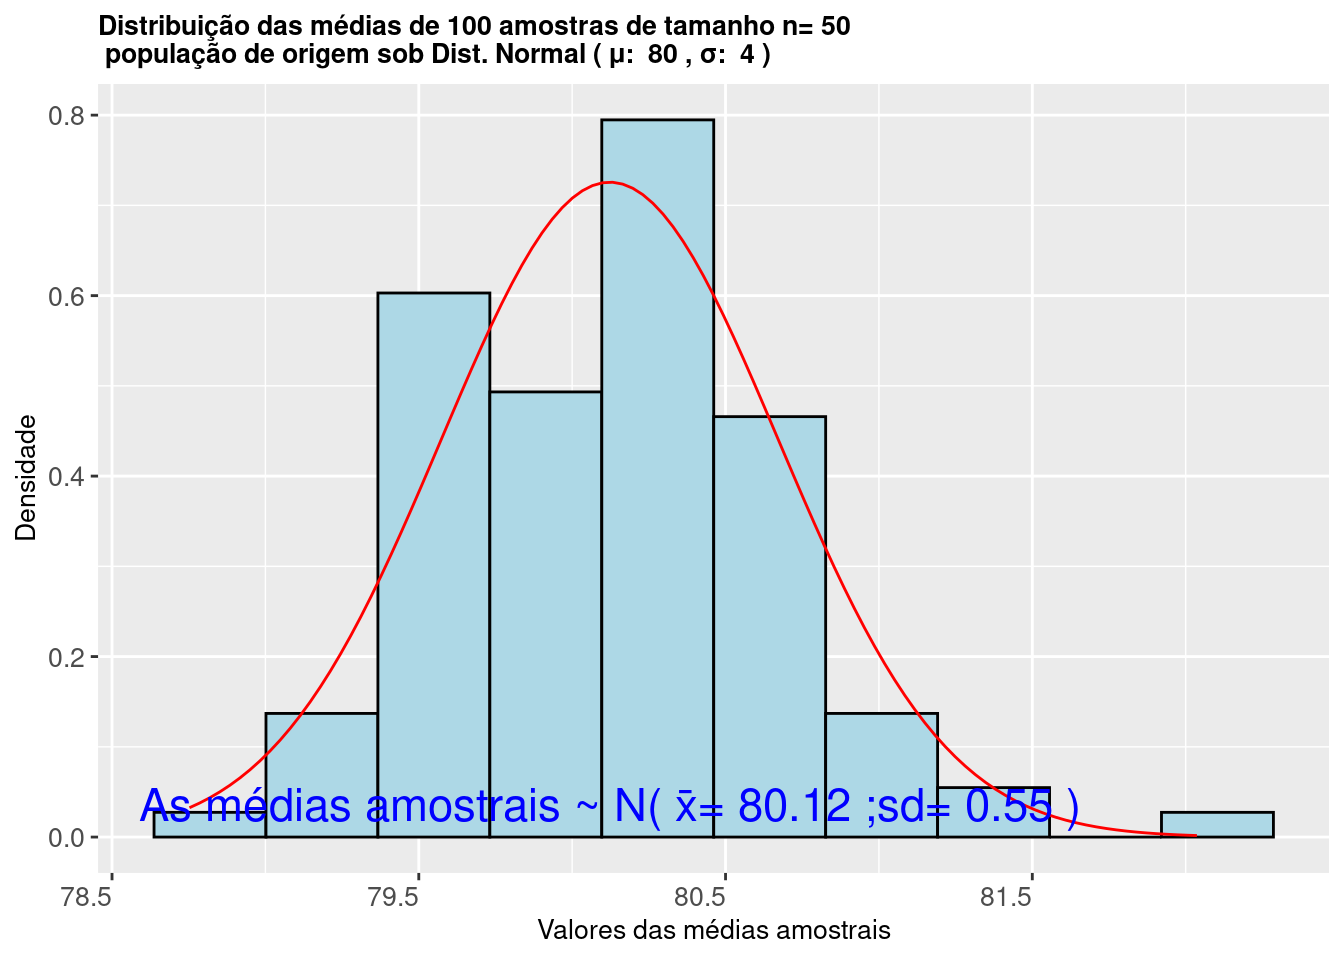 Distribuição das médias de 100 amostras de tamanho n= 50
população de origem sob Dist. Normal ( μ:  80 , σ:  4 )
0.8
0.6
0.4
0.2
0.0
Densidade
As médias amostrais ~ N( x̄= 80.12 ;sd= 0.55 )
78.5 79.5 80.5 81.5
Valores das médias amostrais